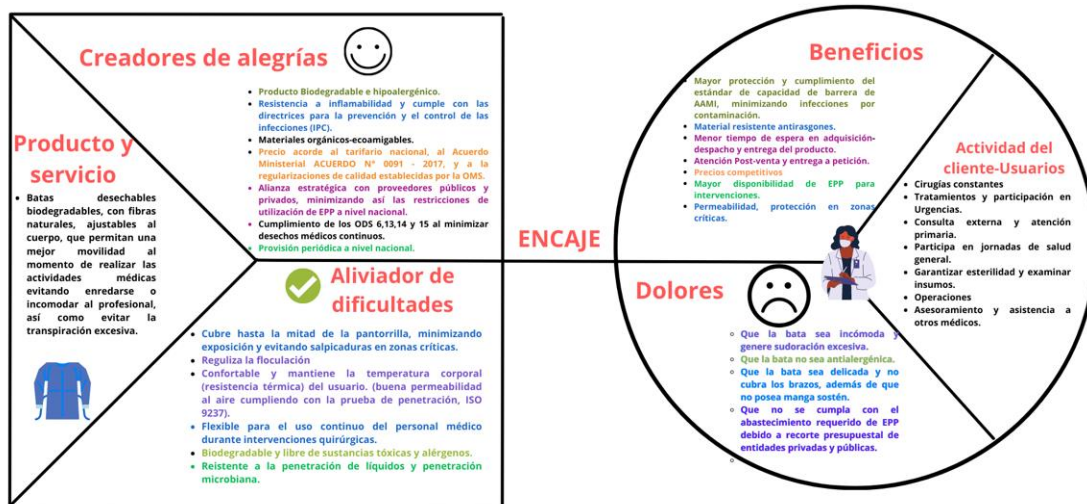 Creadores de alegrías
Producto Biodegradable e hipoalergénico.
Resistencia a inflamabilidad y cumple con las
directrices para la prevención y el control de las
infecciones (IPC).
Materiales orgánicos-ecoamigables.
Precio acorde al tarifario nacional, al Acuerdo
Ministerial ACUERDO N° 0091 - 2017, y a la
regularizaciones de calidad establecidas por la OMS.
Alianza estratégica con proveedores públicos y
privados, minimizando así las restricciones de
utilización de EPP a nivel nacional.
Cumplimiento de los ODS 6,13,14 y 15 al minimizar
desechos médicos continuos.
Provisión periódica a nivel nacional.
Producto y
servicio
Batas desechables
biodegradables, con fibras
naturales, ajustables al
cuerpo, que permitan una
mejor movilidad al
momento de realizar las
actividades médicas
evitando enredarse o
incomodar al profesional,
así como evitar la
transpiración excesiva.
Aliviador de
dificultades
Cubre hasta la mitad de la pantorrilla, minimizando
exposición y evitando salpicaduras en zonas críticas.
Reguliza la floculación
Confortable y mantiene la temperatura corporal
(resistencia térmica) del usuario. (buena permeabilidad
al aire cumpliendo con la prueba de penetración, ISO
9237).
Flexible para el uso continuo del personal médico
durante intervenciones quirúrgicas.
Biodegradable y libre de sustancias tóxicas y alérgenos.
Reistente a la penetración de líquidos y penetración
microbiana.
ENCAJE
Beneficios
Mayor protección y cumplimiento del
estándar de capacidad de barrera de
AAMI, minimizando infecciones por
contaminación.
Material resistente antirasgones.
Menor tiempo de espera en adquisición-
despacho y entrega del producto.
Atención Post-venta y entrega a petición.
Precios competitivos
Mayor disponibilidad de EPP para
intervenciones.
Permeabilidad, protección en zonas
críticas.
Actividad del
cliente-Usuarios
Cirugías constantes
Tratamientos y participación en
Urgencias.
Consulta externa y atención
primaria.
Participa en jornadas de salud
general.
Garantizar esterilidad y examinar
insumos.
Operaciones
Asesoramiento y asistencia a
otros médicos.
Dolores
Que la bata sea incómoda y
genere sudoración excesiva.
Que la bata no sea antialergénica.
Que la bata sea delicada y no
cubra los brazos, además de que
no posea manga sostén.
Que no se cumpla con el
abastecimiento requerido de EPP
debido a recorte presupuestal de
entidades privadas y públicas.